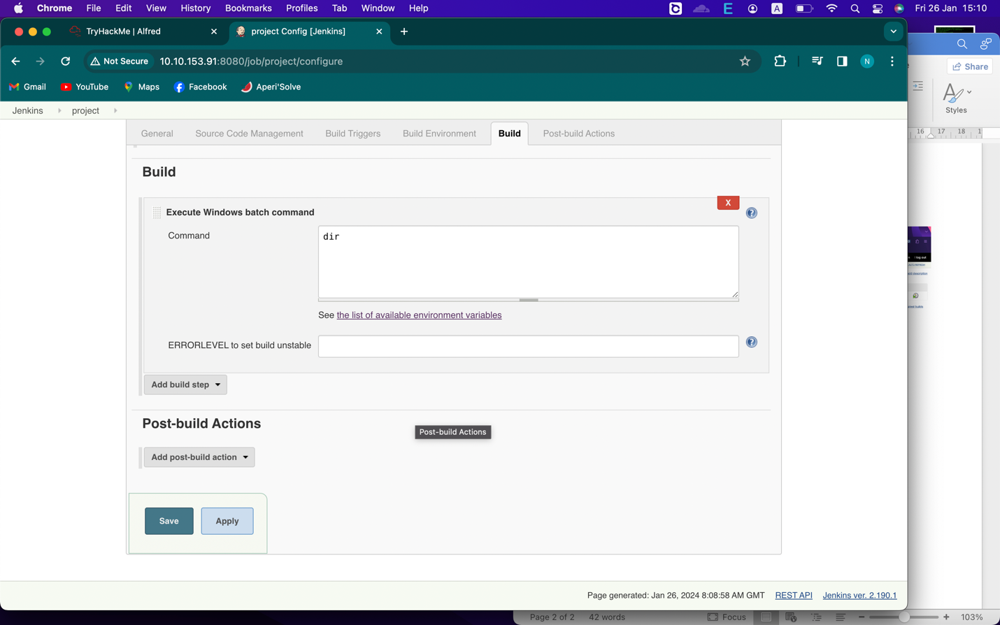 Chrome File Edit View History Bookmarks Profiles Tab Window Help A Fri 26 Jan 15:10
TryHackMe | Alfred
project Config [Jenkins]
Not Secure 10.10.153.91:8080/job/project/configure
N
Share
Gmail YouTube Maps Facebook Aperi'Solve
Styles
Jenkins project
16 17 18
General Source Code Management Build Triggers Build Environment Build Post-build Actions
Build
Execute Windows batch command
X
Command
dir
See the list of available environment variables
ERRORLEVEL to set build unstable
Add build step
Post-build Actions
Post-build Actions
Add post-build action
Save Apply
Page generated: Jan 26, 2024 8:08:58 AM GMT REST API Jenkins ver. 2.190.1
Page 2 of 2 42 words Focus 103%